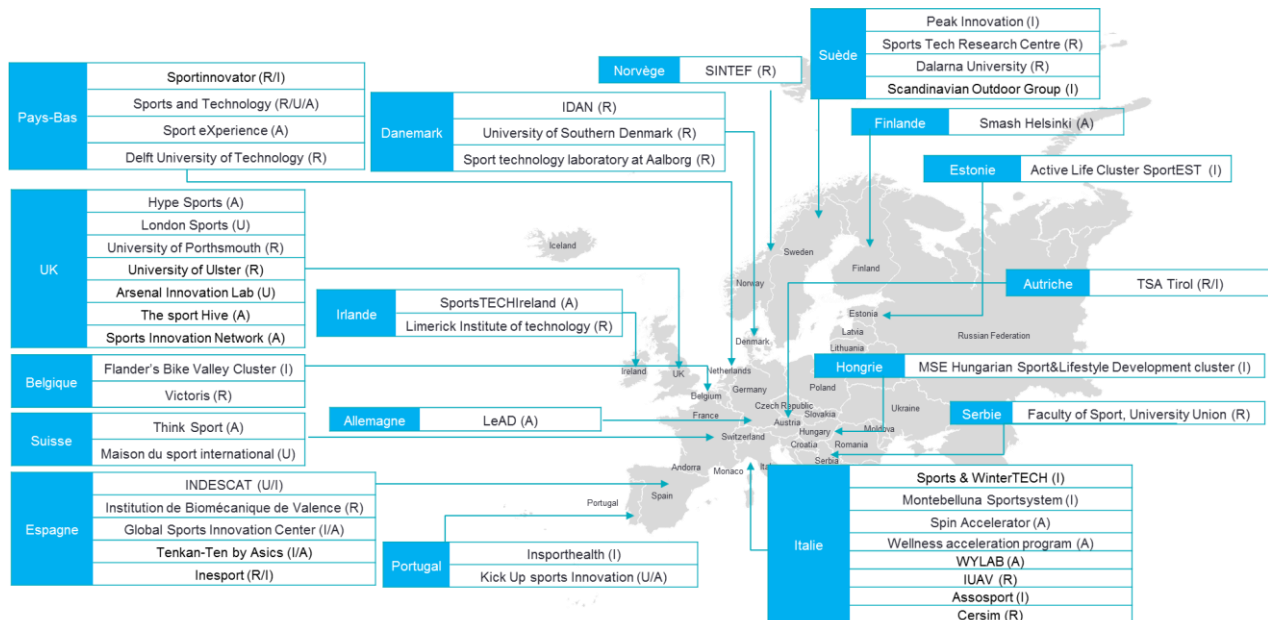 Pays-Bas
Sportinnovator (R/I)
Sports and Technology (R/U/A)
Sport eXperience (A)
Delft University of Technology (R)
Danemark
IDAN (R)
University of Southern Denmark (R)
Sport technology laboratory at Aalborg (R)
Norvège
SINTEF (R)
Suède
Peak Innovation (I)
Sports Tech Research Centre (R)
Dalarna University (R)
Scandinavian Outdoor Group (I)
Finlande
Smash Helsinki (A)
Estonie
Active Life Cluster SportEST (I)
UK
Hype Sports (A)
London Sports (U)
University of Porthsmouth (R)
University of Ulster (R)
Arsenal Innovation Lab (U)
The sport Hive (A)
Sports Innovation Network (A)
Irlande
SportsTECHIreland (A)
Limerick Institute of technology (R)
Autriche
TSA Tirol (R/I)
Belgique
Flander's Bike Valley Cluster (I)
Victoris (R)
Hongrie
MSE Hungarian Sport&Lifestyle Development cluster (I)
Allemagne
LeAD (A)
Serbie
Faculty of Sport, University Union (R)
Suisse
Think Sport (A)
Maison du sport international (U)
Espagne
INDESCAT (U/I)
Institution de Biomécanique de Valence (R)
Global Sports Innovation Center (I/A)
Tenkan-Ten by Asics (I/A)
Inesport (R/I)
Portugal
Insporthealth (I)
Kick Up sports Innovation (U/A)
Italie
Sports & WinterTECH (I)
Montebelluna Sportsystem (I)
Spin Accelerator (A)
Wellness acceleration program (A)
WYLAB (A)
IUAV (R)
Assosport (I)
Cersim (R)
Iceland
Sweden
Finland
Norway
Estonia
Latvia
Lithuania
Russian Federation
Denmark
Ireland
UK
Netherlands
Belgium
Germany
Poland
Czech Republic
Slovakia
Ukraine
France
Austria
Hungary
Moldova
Switzerland
Croatia
Romania
Serbia
Andorra
Monaco
Portugal
Spain